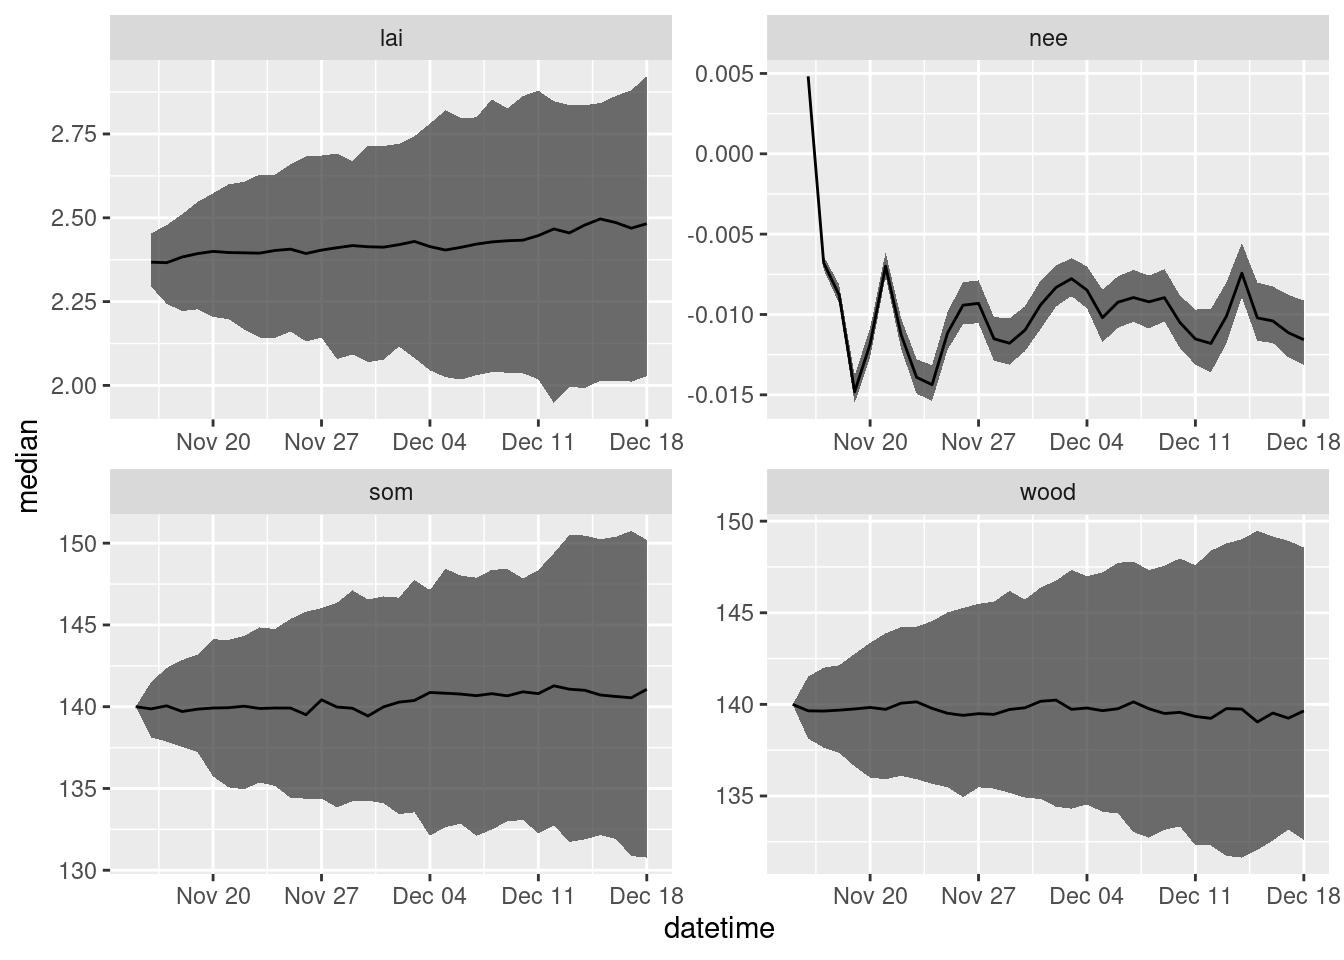 lai
nee
2.75
2.50
2.25
2.00
0.005
0.000
-0.005
-0.010
-0.015
Nov 20 Nov 27 Dec 04 Dec 11 Dec 18
Nov 20 Nov 27 Dec 04 Dec 11 Dec 18
median
som
wood
150
145
140
135
130
150
145
140
135
Nov 20 Nov 27 Dec 04 Dec 11 Dec 18
Nov 20 Nov 27 Dec 04 Dec 11 Dec 18
datetime